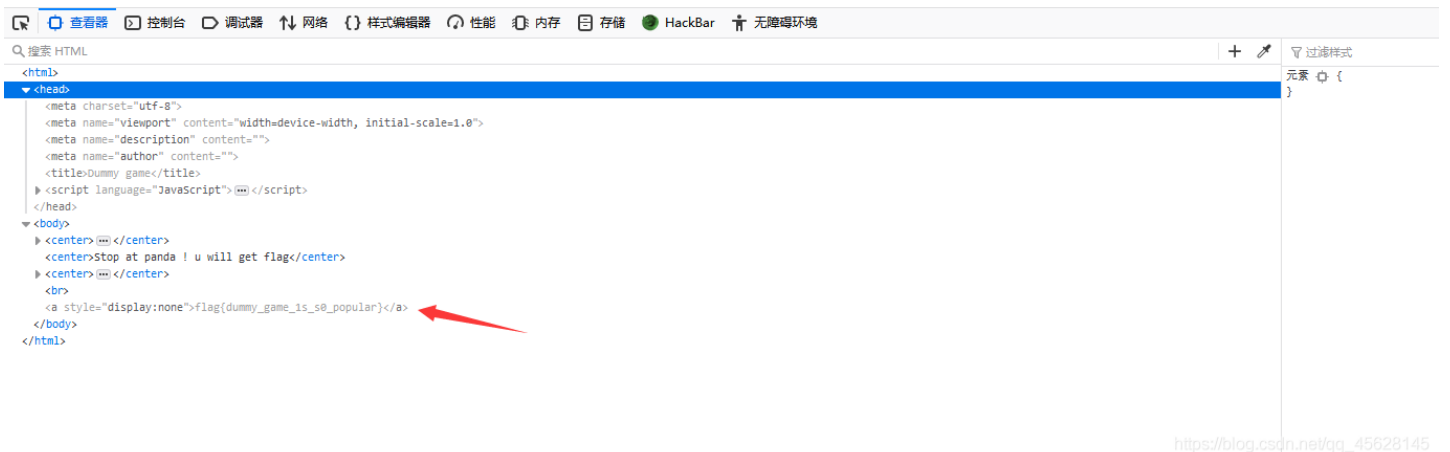 查看器 控制台 调试器 网络 {} 样式编辑器 性能 内存 存储 HackBar 无障碍环境
搜索 HTML + 过滤样式
<html>
<head>
<meta charset="utf-8">
<meta name="viewport" content="width=device-width, initial-scale=1.0">
<meta name="description" content="">
<meta name="author" content="">
<title>Dummy game</title>
<script language="JavaScript">…</script>
</head>
<body>
<center>…</center>
<center>Stop at panda ! u will get flag</center>
<center>…</center>
<br>
<a style="display:none">flag{dummy_game_1s_s0_popular}</a>
</body>
</html>
元素 {
}
https://blog.csdn.net/qq_45628145